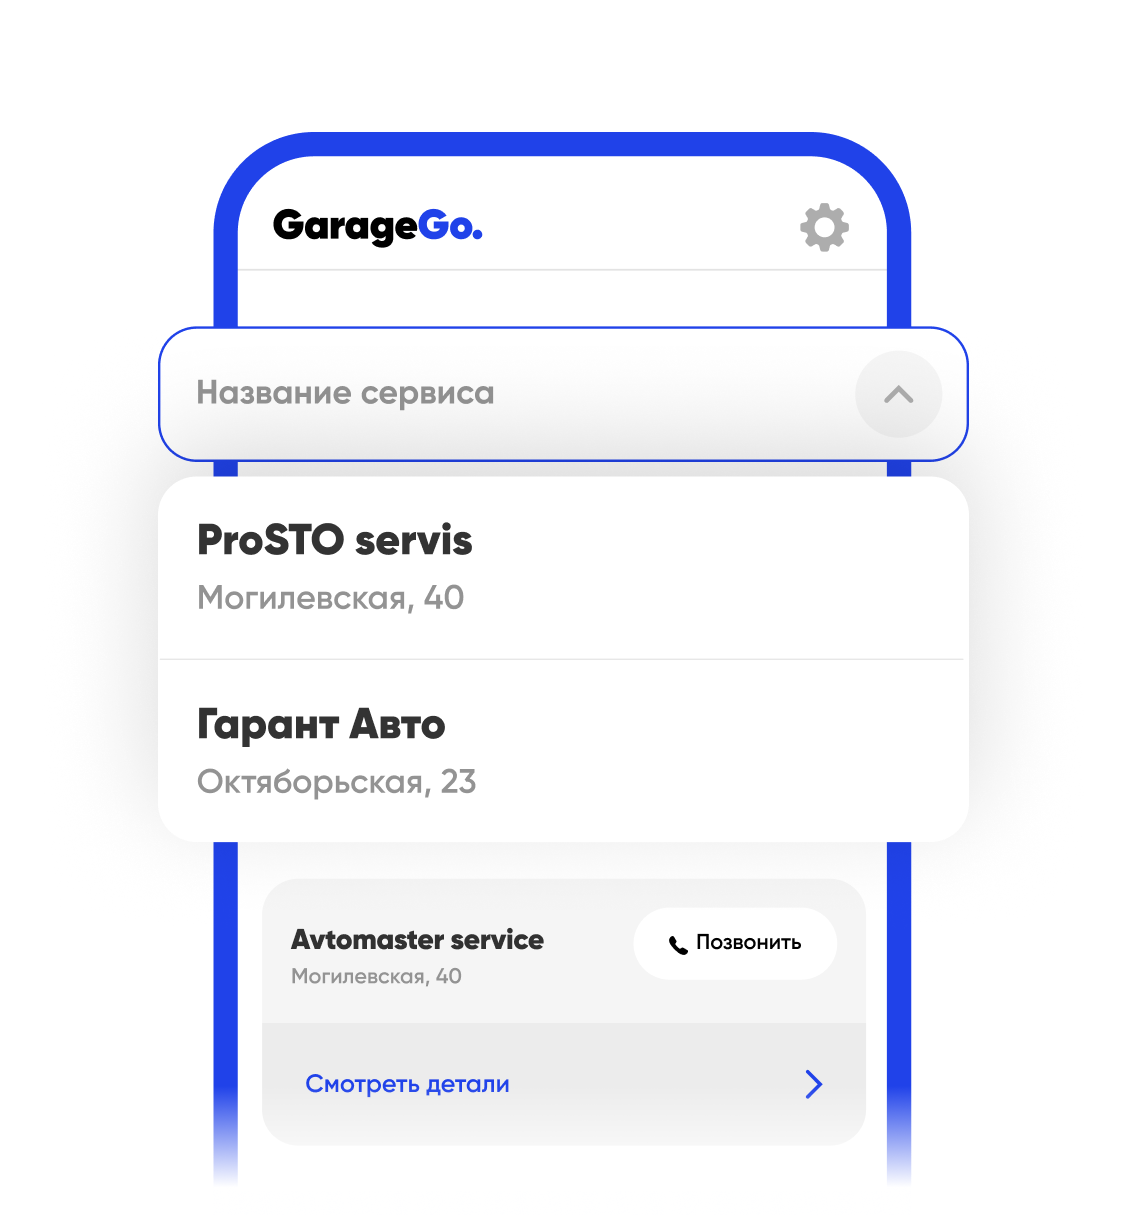 GarageGo.
Название сервиса
ProSTO servis
Могилевская, 40
Гарант Авто
Октяборьская, 23
Avtomaster service
Позвонить
Могилевская, 40
Смотреть детали